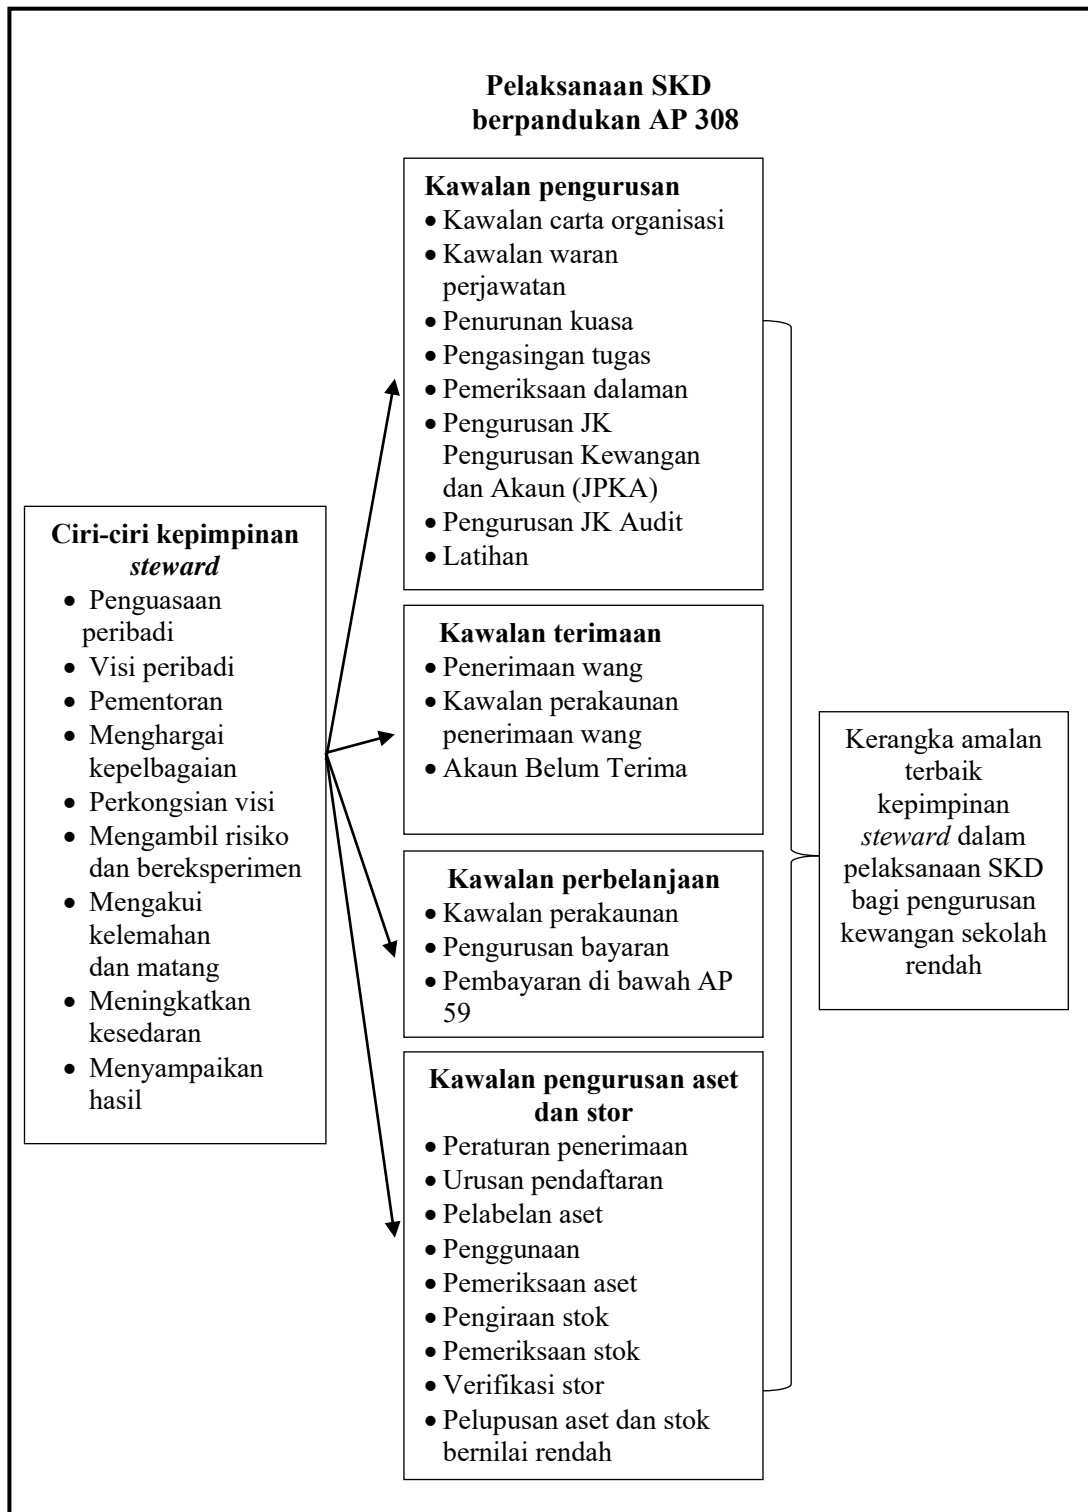 Pelaksanaan SKD
berpandukan AP 308
Kawalan pengurusan
• Kawalan carta organisasi
• Kawalan waran
perjawatan
• Penurunan kuasa
• Pengasingan tugas
• Pemeriksaan dalaman
• Pengurusan JK
Pengurusan Kewangan
dan Akaun (JPKA)
• Pengurusan JK Audit
• Latihan
Ciri-ciri kepimpinan
steward
• Penguasaan
peribadi
• Visi peribadi
• Pementoran
• Menghargai
kepelbagaian
• Perkongsian visi
• Mengambil risiko
dan bereksperimen
• Mengakui
kelemahan
dan matang
• Meningkatkan
kesedaran
• Menyampaikan
hasil
Kawalan terimaan
• Penerimaan wang
• Kawalan perakaunan
penerimaan wang
• Akaun Belum Terima
Kawalan perbelanjaan
• Kawalan perakaunan
• Pengurusan bayaran
• Pembayaran di bawah AP
59
Kawalan pengurusan aset
dan stor
• Peraturan penerimaan
• Urusan pendaftaran
• Pelabelan aset
• Penggunaan
• Pemeriksaan aset
• Pengiraan stok
• Pemeriksaan stok
• Verifikasi stor
• Pelupusan aset dan stok
bernilai rendah
Kerangka amalan
terbaik
kepimpinan
steward dalam
pelaksanaan SKD
bagi pengurusan
kewangan sekolah
rendah